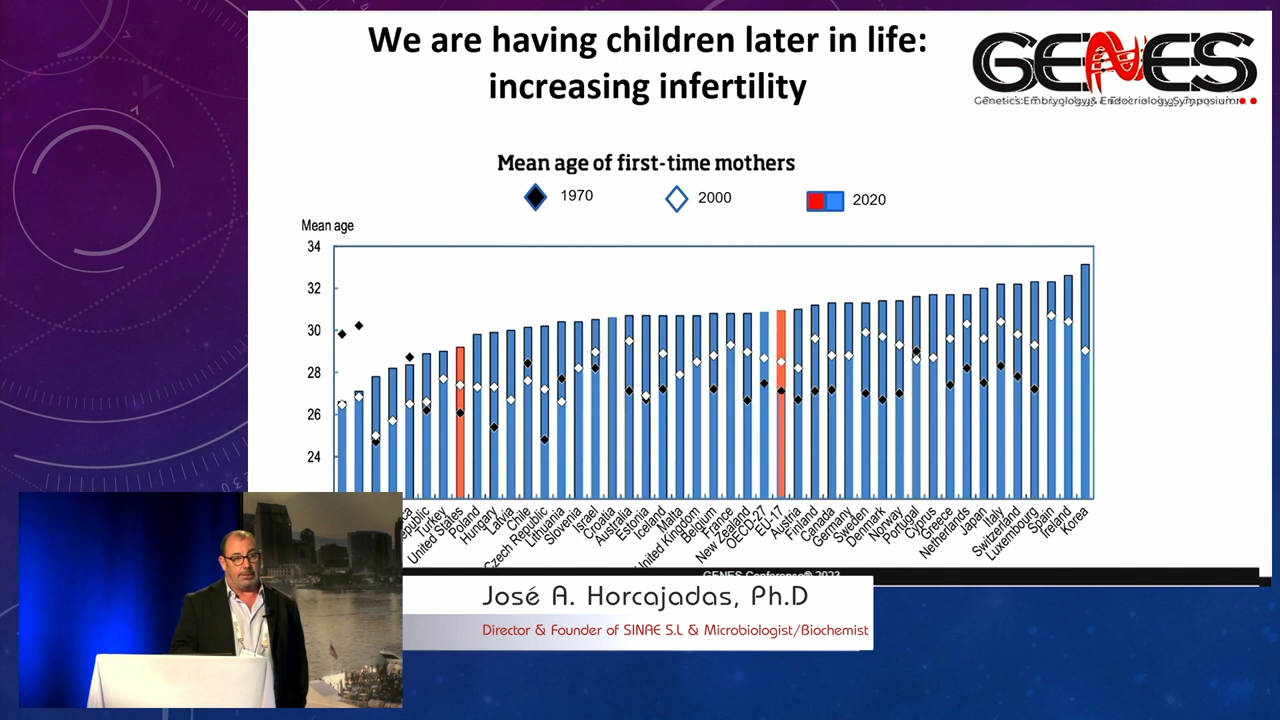 We are having children later in life:
increasing infertility
GENES
Mean age of first-time mothers
1970
2000
2020
Mean age
34
32
30
28
26
24
Turkey
United States
Poland
Hungary
Latvia
Chile
Czech Republic
Lithuania
Slovenia
Israel
Croatia
Australia
Estonia
Iceland
Malta
United Kingdom
Belgium
France
New Zealand
OECD-27
EU-17
Austria
Finland
Canada
Germany
Sweden
Denmark
Norway
Portugal
Cyprus
Greece
Netherlands
Japan
Italy
Switzerland
Luxembourg
Spain
Ireland
Korea
José A. Horcajadas, Ph.D
Director & Founder of SINAE S.L & Microbiologist/Biochemist